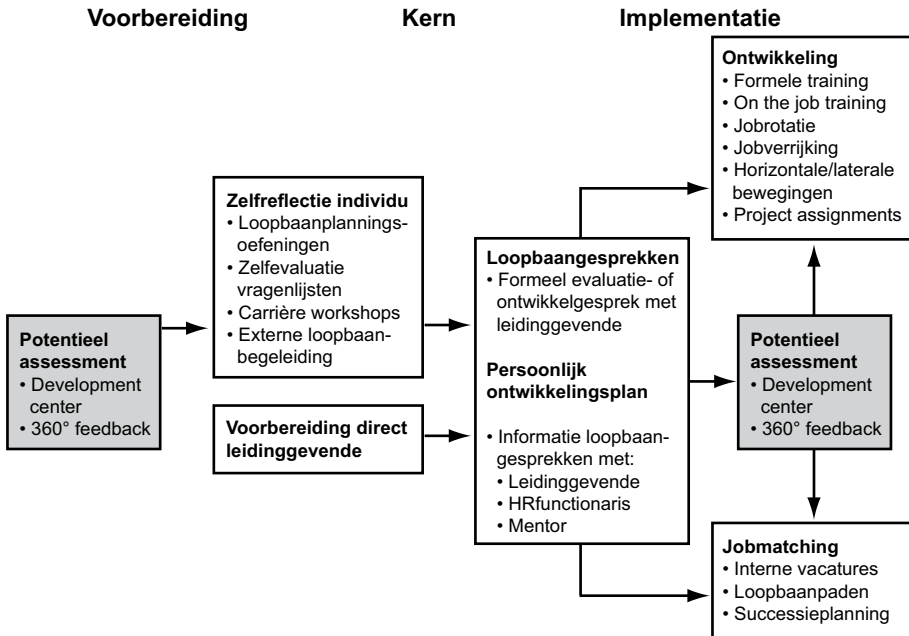 Voorbereiding Kern Implementatie
Potentieel
assessment
• Development
center
• 360° feedback
Zelfreflectie individu
• Loopbaanplannings-
oefeningen
• Zelfevaluatie
vragenlijsten
• Carrière workshops
• Externe loopbaan-
begeleiding
Voorbereiding direct
leidinggevende
Loopbaangesprekken
• Formeel evaluatie- of
ontwikkelgesprek met
leidinggevende
Persoonlijk
ontwikkelingsplan
• Informatie loopbaan-
gesprekken met:
• Leidinggevende
• HRfunctionaris
• Mentor
Ontwikkeling
• Formele training
• On the job training
• Jobrotatie
• Jobverrijking
• Horizontale/laterale
bewegingen
• Project assignments
Potentieel
assessment
• Development
center
• 360° feedback
Jobmatching
• Interne vacatures
• Loopbaanpaden
• Successieplanning